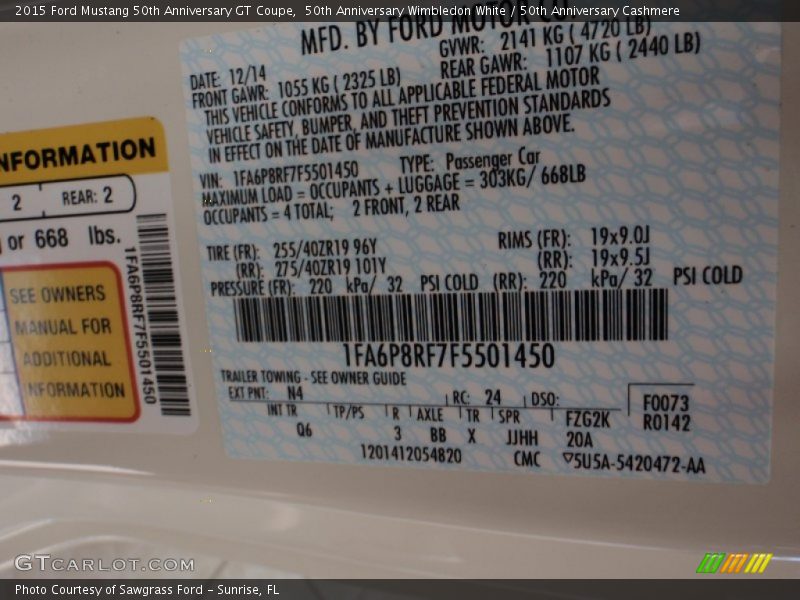 2015 Ford Mustang 50th Anniversary GT Coupe, 50th Anniversary Wimbledon White / 50th Anniversary Cashmere
MFD. BY FORD MOTOR CO.
DATE: 12/14 GVWR: 2141 KG ( 4720 LB)
FRONT GAWR: 1055 KG ( 2325 LB) REAR GAWR: 1107 KG ( 2440 LB)
THIS VEHICLE CONFORMS TO ALL APPLICABLE FEDERAL MOTOR
VEHICLE SAFETY, BUMPER, AND THEFT PREVENTION STANDARDS
IN EFFECT ON THE DATE OF MANUFACTURE SHOWN ABOVE.
VIN: 1FA6P8RF7F5501450 TYPE: Passenger Car
MAXIMUM LOAD = OCCUPANTS + LUGGAGE = 303KG/ 668LB
OCCUPANTS = 4 TOTAL; 2 FRONT, 2 REAR
TIRE (FR): 255/40ZR19 96Y RIMS (FR): 19x9.0J
(RR): 275/40ZR19 101Y (RR): 19x9.5J
PRESSURE (FR): 220 kPa/ 32 PSI COLD (RR): 220 kPa/ 32 PSI COLD
1FA6P8RF7F5501450
TRAILER TOWING - SEE OWNER GUIDE
EXT PNT: N4 RC: 24 DSO: F0073
INT TR TP/PS R AXLE TR SPR FZG2K R0142
Q6 3 BB X JJHH 20A
1201412054820 CMC 5U5A-5420472-AA
NFORMATION
2 REAR: 2
or 668 lbs.
SEE OWNERS
MANUAL FOR
ADDITIONAL
INFORMATION
1FA6P8RF7F5501450
GTCARLOT.COM
Photo Courtesy of Sawgrass Ford - Sunrise, FL